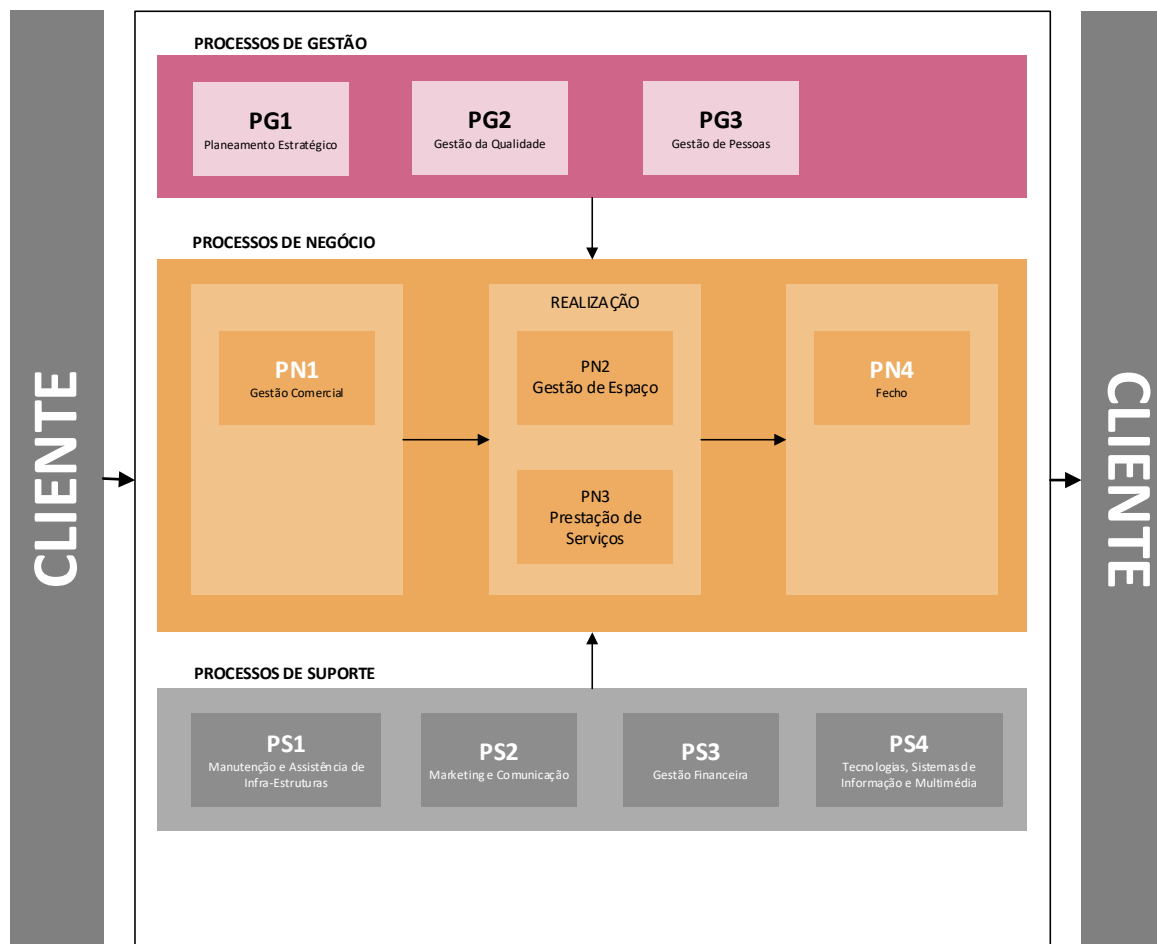 PROCESSOS DE GESTÃO
PG1
Planeamento Estratégico
PG2
Gestão da Qualidade
PG3
Gestão de Pessoas
PROCESSOS DE NEGÓCIO
CLIENTE
PN1
Gestão Comercial
REALIZAÇÃO
PN2
Gestão de Espaço
PN3
Prestação de
Serviços
PN4
Fecho
CLIENTE
PROCESSOS DE SUPORTE
PS1
Manutenção e Assistência de
Infra-Estruturas
PS2
Marketing e Comunicação
PS3
Gestão Financeira
PS4
Tecnologias, Sistemas de
Informação e Multimédia